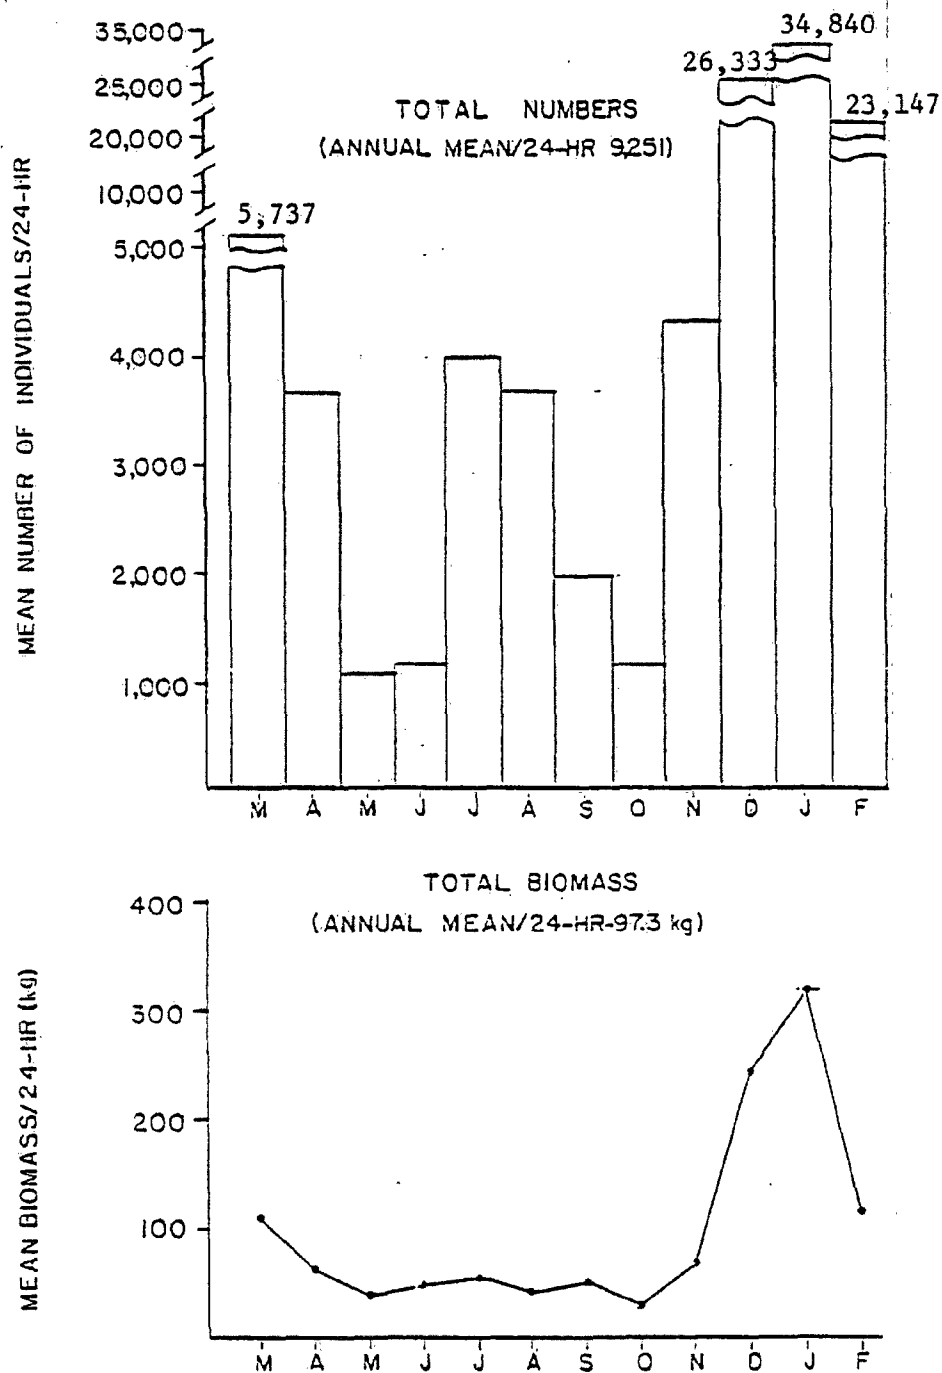 35,000
34,840
26,333
25,000
23,147
TOTAL NUMBERS
20,000
(ANNUAL MEAN/24-HR 9,251)
10,000
5,737
5,000
4,000
3,000
2,000
1,000
MEAN NUMBER OF INDIVIDUALS/24-HR
M A M J J A S O N D J F
TOTAL BIOMASS
400
(ANNUAL MEAN/24-HR-97.3 kg)
300
200
100
MEAN BIOMASS/24-HR (kg)
M A M J J A S O N D J F